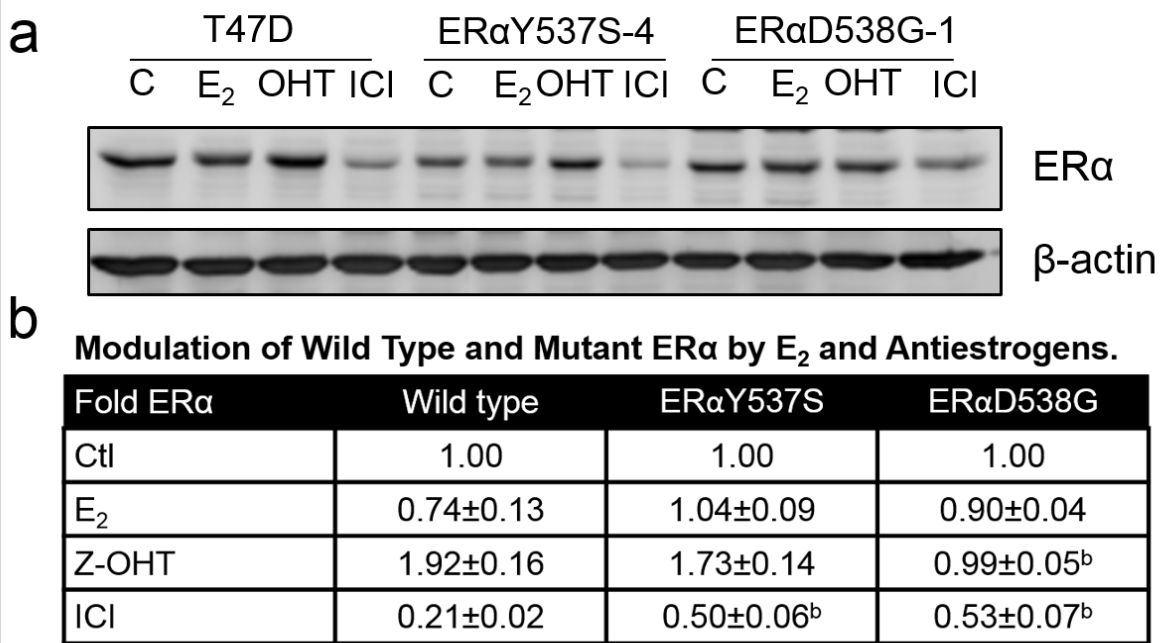 a
T47D ERαY537S-4 ERαD538G-1
C E₂ OHT ICI C E₂ OHT ICI C E₂ OHT ICI
ERα
β-actin
b
Modulation of Wild Type and Mutant ERα by E₂ and Antiestrogens.
Fold ERα Wild type ERαY537S ERαD538G
Ctl 1.00 1.00 1.00
E₂ 0.74±0.13 1.04±0.09 0.90±0.04
Z-OHT 1.92±0.16 1.73±0.14 0.99±0.05ᵇ
ICI 0.21±0.02 0.50±0.06ᵇ 0.53±0.07ᵇ